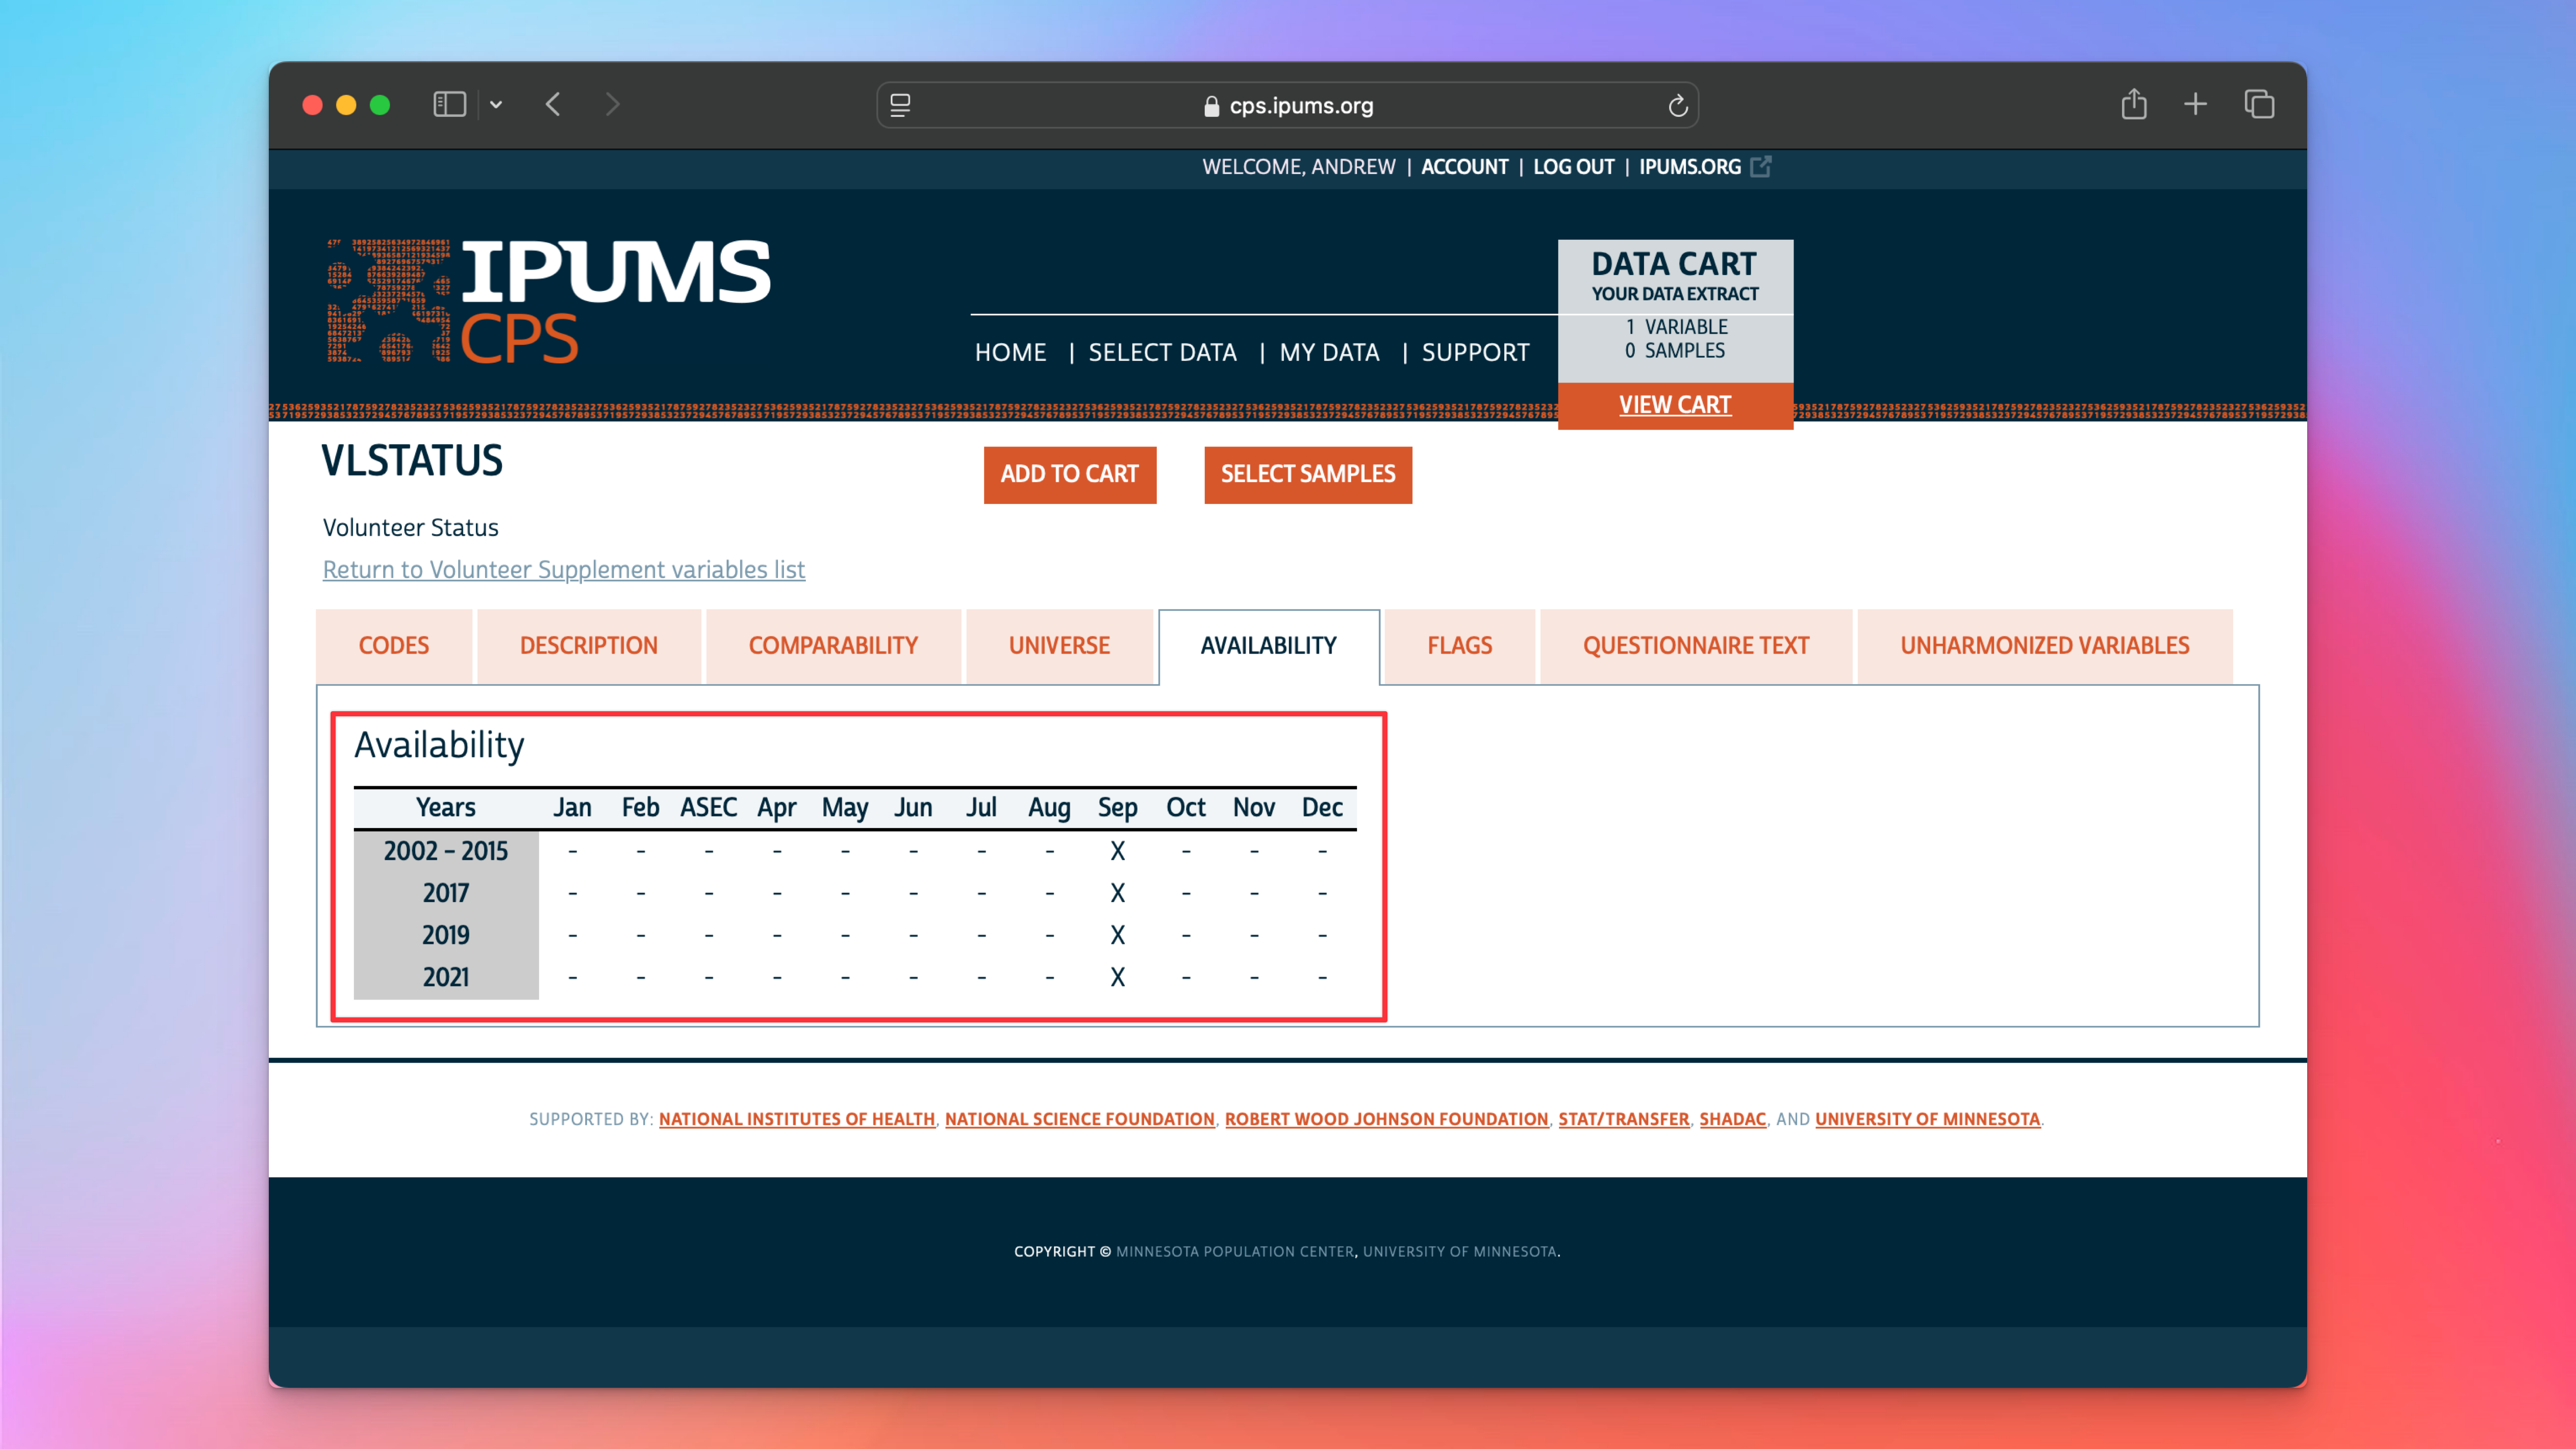 cps.ipums.org
WELCOME, ANDREW | ACCOUNT | LOG OUT | IPUMS.ORG
IPUMS
CPS
DATA CART
YOUR DATA EXTRACT
1 VARIABLE
0 SAMPLES
HOME | SELECT DATA | MY DATA | SUPPORT
VIEW CART
VLSTATUS
ADD TO CART
SELECT SAMPLES
Volunteer Status
Return to Volunteer Supplement variables list
CODES DESCRIPTION COMPARABILITY UNIVERSE AVAILABILITY FLAGS QUESTIONNAIRE TEXT UNHARMONIZED VARIABLES
Availability
Years Jan Feb ASEC Apr May Jun Jul Aug Sep Oct Nov Dec
2002 – 2015 - - - - - - - - X - - -
2017 - - - - - - - - X - - -
2019 - - - - - - - - X - - -
2021 - - - - - - - - X - - -
SUPPORTED BY: NATIONAL INSTITUTES OF HEALTH, NATIONAL SCIENCE FOUNDATION, ROBERT WOOD JOHNSON FOUNDATION, STAT/TRANSFER, SHADAC, AND UNIVERSITY OF MINNESOTA.
COPYRIGHT © MINNESOTA POPULATION CENTER, UNIVERSITY OF MINNESOTA.